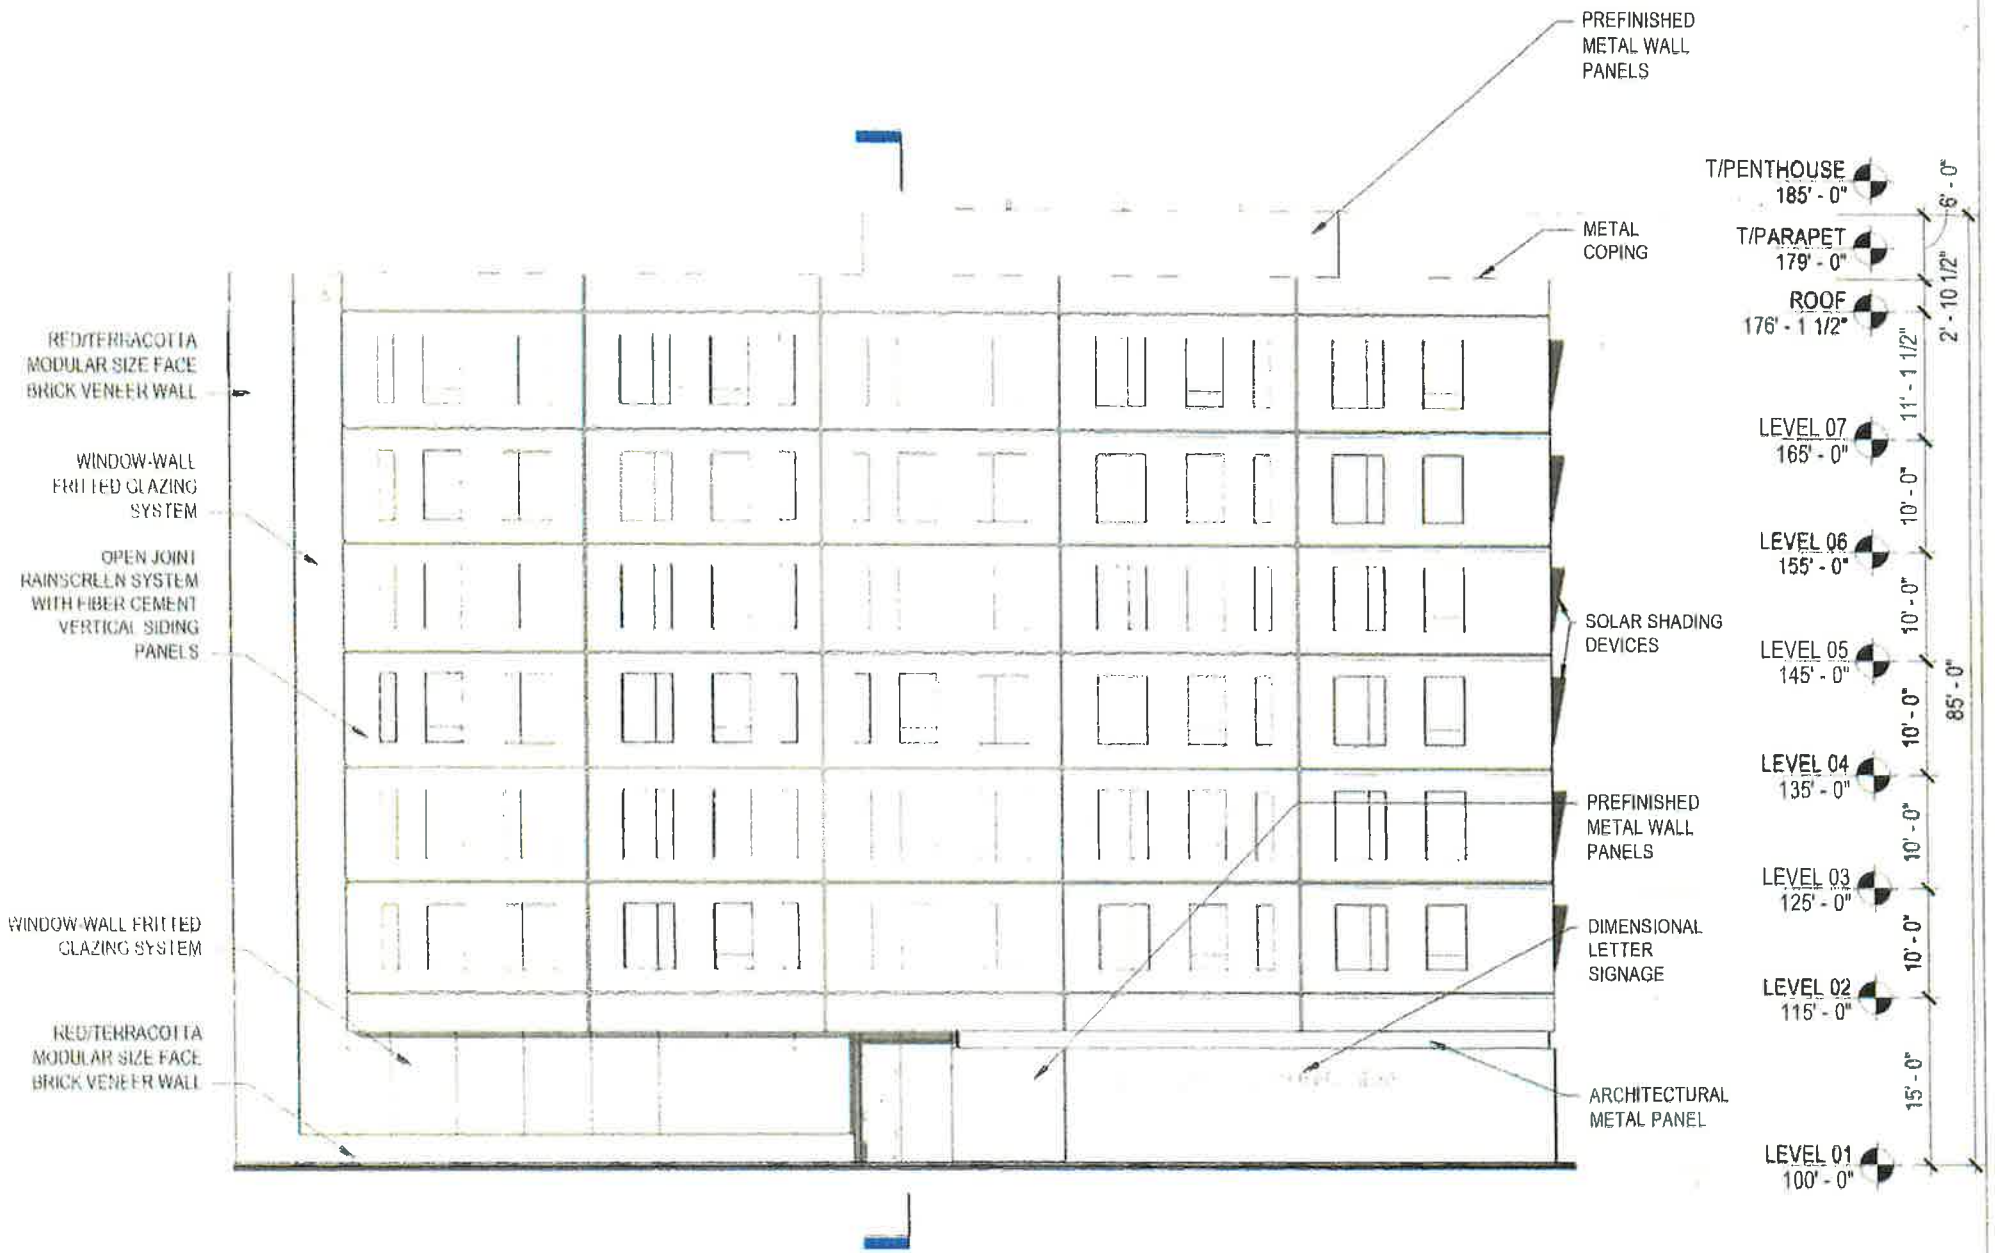 PREFINISHED
METAL WALL
PANELS
T/PENTHOUSE
185' - 0"
6' - 0"
METAL
COPING
T/PARAPET
179' - 0"
2' - 10 1/2"
ROOF
176' - 1 1/2"
RED/TERRACOTTA
MODULAR SIZE FACE
BRICK VENEER WALL
11' - 1 1/2"
LEVEL 07
165' - 0"
WINDOW-WALL
FRITTED GLAZING
SYSTEM
10' - 0"
LEVEL 06
155' - 0"
OPEN JOINT
RAINSCREEN SYSTEM
WITH FIBER CEMENT
VERTICAL SIDING
PANELS
10' - 0"
SOLAR SHADING
DEVICES
LEVEL 05
145' - 0"
85' - 0"
10' - 0"
LEVEL 04
135' - 0"
PREFINISHED
METAL WALL
PANELS
10' - 0"
LEVEL 03
125' - 0"
WINDOW-WALL FRITTED
GLAZING SYSTEM
DIMENSIONAL
LETTER
SIGNAGE
10' - 0"
LEVEL 02
115' - 0"
RED/TERRACOTTA
MODULAR SIZE FACE
BRICK VENEER WALL
ARCHITECTURAL
METAL PANEL
15' - 0"
LEVEL 01
100' - 0"